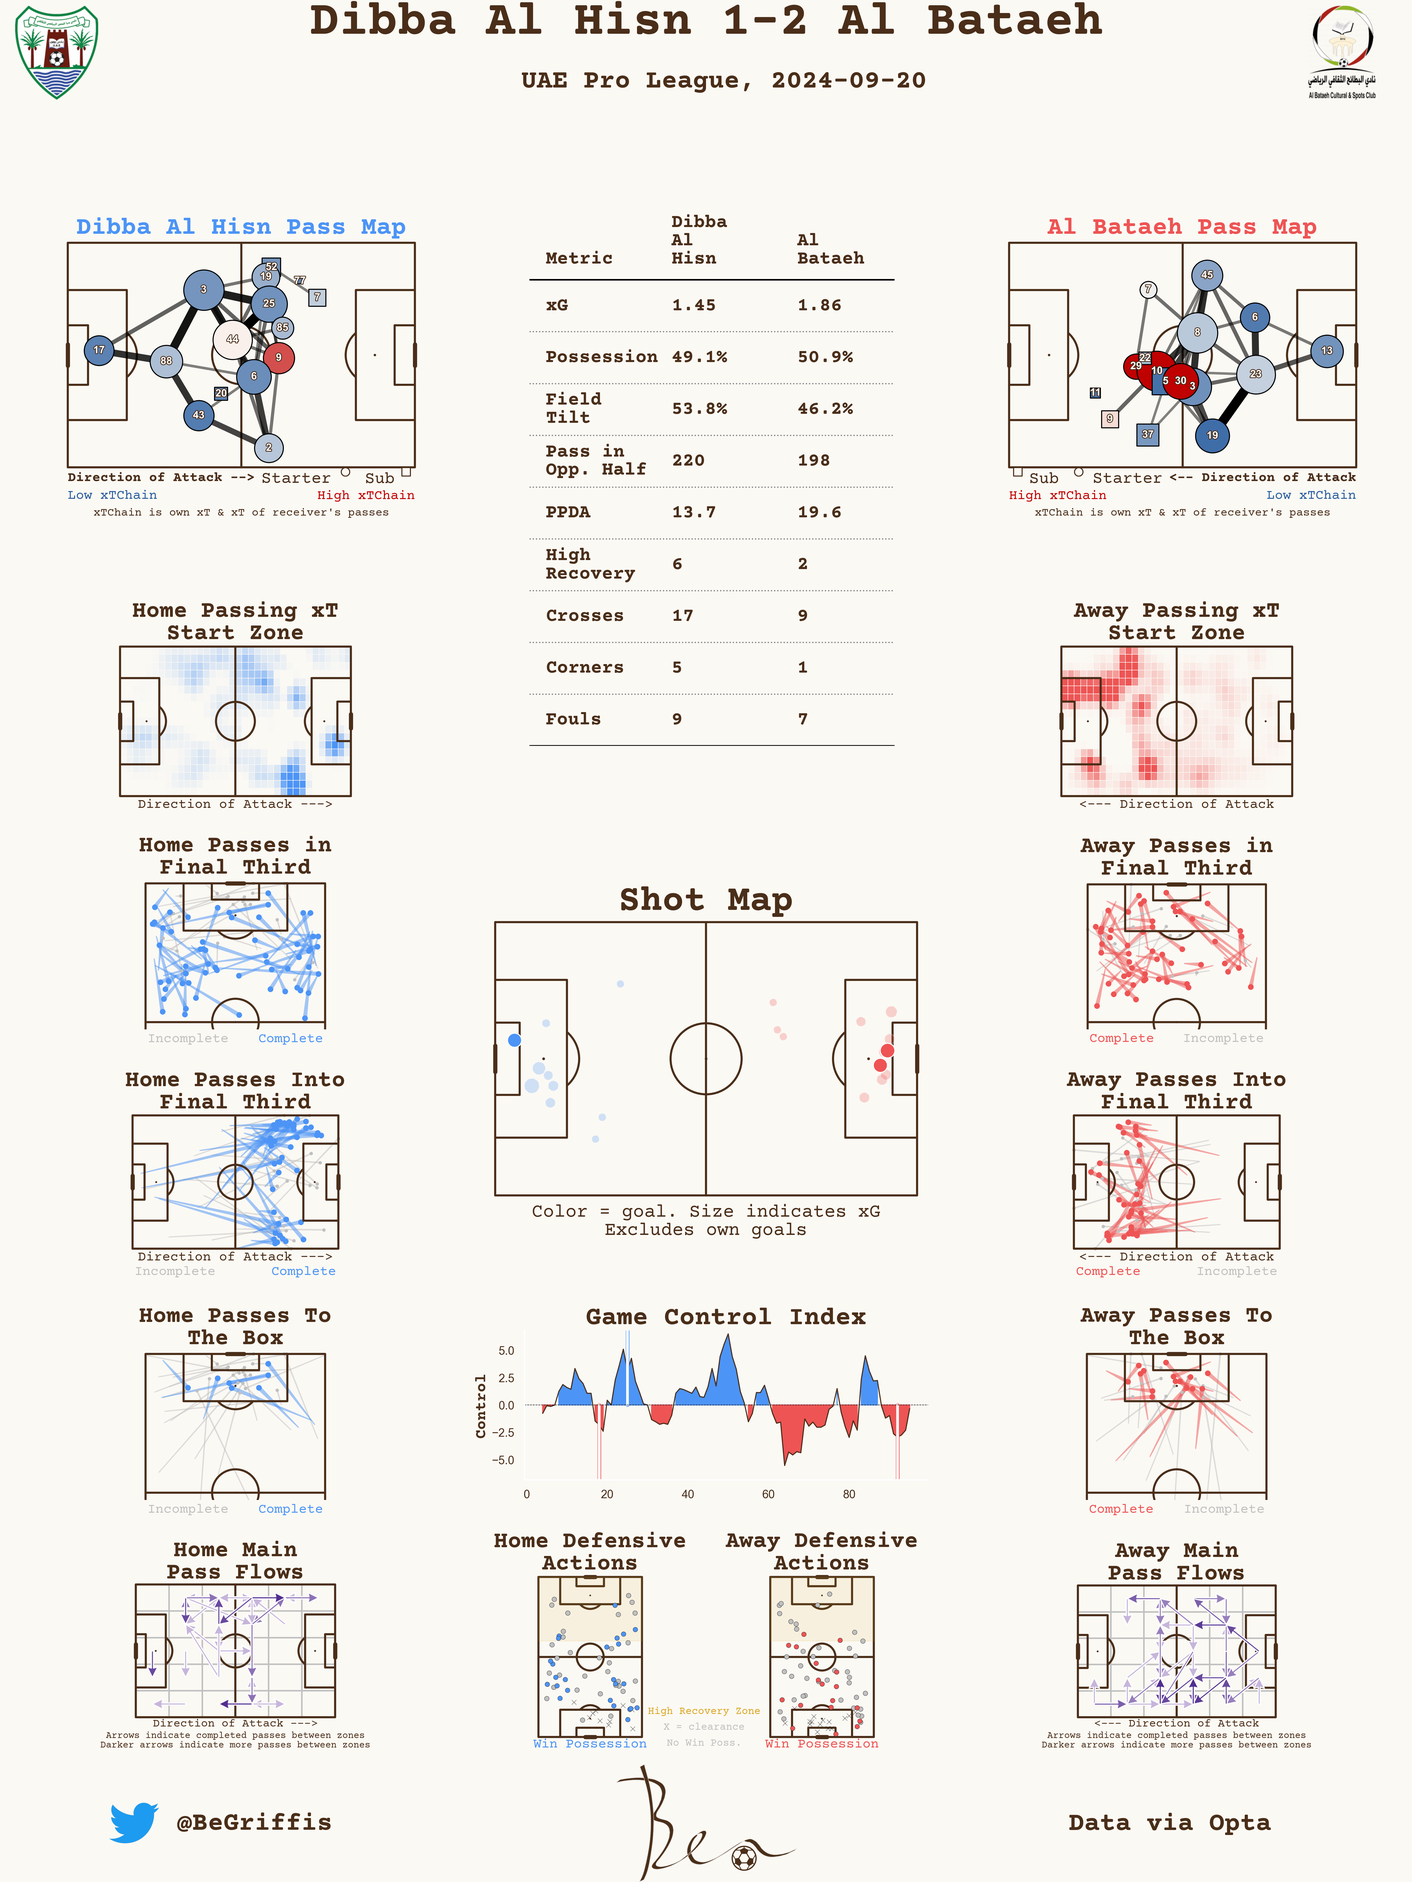 Dibba Al Hisn 1-2 Al Bataeh
UAE Pro League, 2024-09-20
نادي البطائح الثقافي الرياضي
Al Bataeh Cultural & Spots Club
Dibba Al Hisn Pass Map
52
19
77
7
3
25
85
44
9
17
88
6
20
43
2
Direction of Attack --> Starter Sub
Low xTChain High xTChain
xTChain is own xT & xT of receiver's passes
Dibba
Al Al
Metric Hisn Bataeh
xG 1.45 1.86
Possession 49.1% 50.9%
Field
Tilt 53.8% 46.2%
Pass in
Opp. Half 220 198
PPDA 13.7 19.6
High
Recovery 6 2
Crosses 17 9
Corners 5 1
Fouls 9 7
Al Bataeh Pass Map
45
7
6
8
13
22
29
10
5
30
3
23
11
9
37
19
Sub Starter <-- Direction of Attack
High xTChain Low xTChain
xTChain is own xT & xT of receiver's passes
Home Passing xT
Start Zone
Direction of Attack --->
Away Passing xT
Start Zone
<--- Direction of Attack
Home Passes in
Final Third
Incomplete Complete
Away Passes in
Final Third
Complete Incomplete
Shot Map
Color = goal. Size indicates xG
Excludes own goals
Home Passes Into
Final Third
Direction of Attack --->
Incomplete Complete
Away Passes Into
Final Third
<--- Direction of Attack
Complete Incomplete
Home Passes To
The Box
Incomplete Complete
Game Control Index
Control
5.0
2.5
0.0
−2.5
−5.0
0 20 40 60 80
Away Passes To
The Box
Complete Incomplete
Home Main
Pass Flows
Direction of Attack --->
Arrows indicate completed passes between zones
Darker arrows indicate more passes between zones
Home Defensive
Actions
Win Possession
Away Defensive
Actions
Win Possession
High Recovery Zone
X = clearance
No Win Poss.
Away Main
Pass Flows
<--- Direction of Attack
Arrows indicate completed passes between zones
Darker arrows indicate more passes between zones
@BeGriffis
Ben
Data via Opta